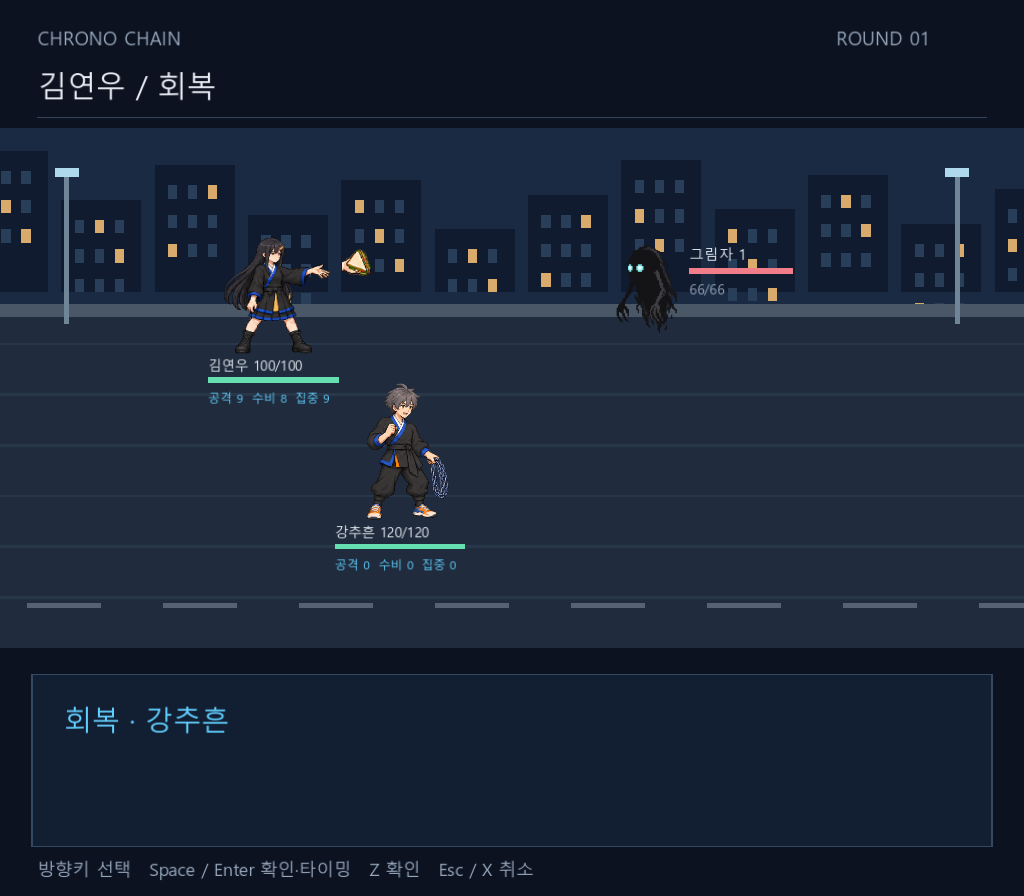 CHRONO CHAIN
ROUND 01
김연우 / 회복
그림자 1
66/66
김연우 100/100
공격 9 수비 8 집중 9
강추흔 120/120
공격 0 수비 0 집중 0
회복 · 강추흔
방향키 선택 Space / Enter 확인·타이밍 Z 확인 Esc / X 취소